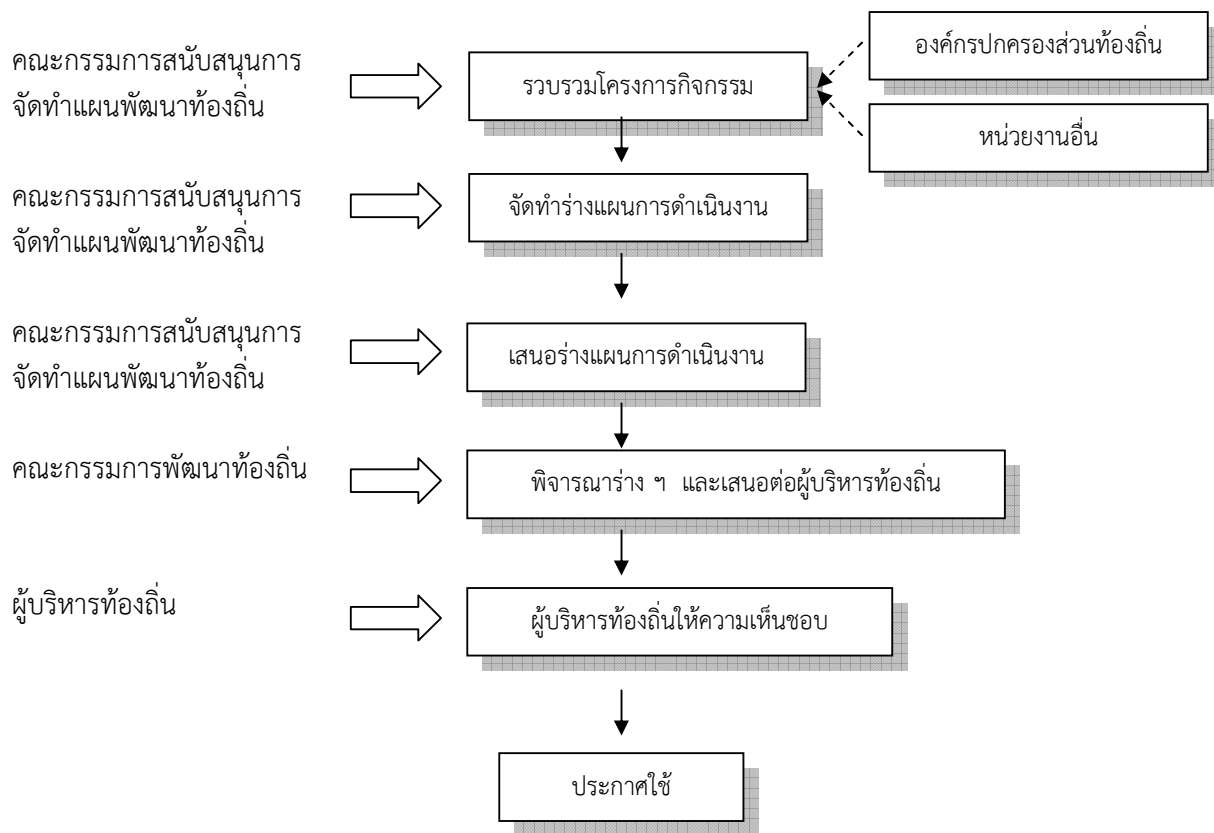 คณะกรรมการสนับสนุนการ
จัดทำแผนพัฒนาท้องถิ่น
รวบรวมโครงการกิจกรรม
องค์กรปกครองส่วนท้องถิ่น
หน่วยงานอื่น
คณะกรรมการสนับสนุนการ
จัดทำแผนพัฒนาท้องถิ่น
จัดทำร่างแผนการดำเนินงาน
คณะกรรมการสนับสนุนการ
จัดทำแผนพัฒนาท้องถิ่น
เสนอร่างแผนการดำเนินงาน
คณะกรรมการพัฒนาท้องถิ่น
พิจารณาร่าง ฯ และเสนอต่อผู้บริหารท้องถิ่น
ผู้บริหารท้องถิ่น
ผู้บริหารท้องถิ่นให้ความเห็นชอบ
ประกาศใช้